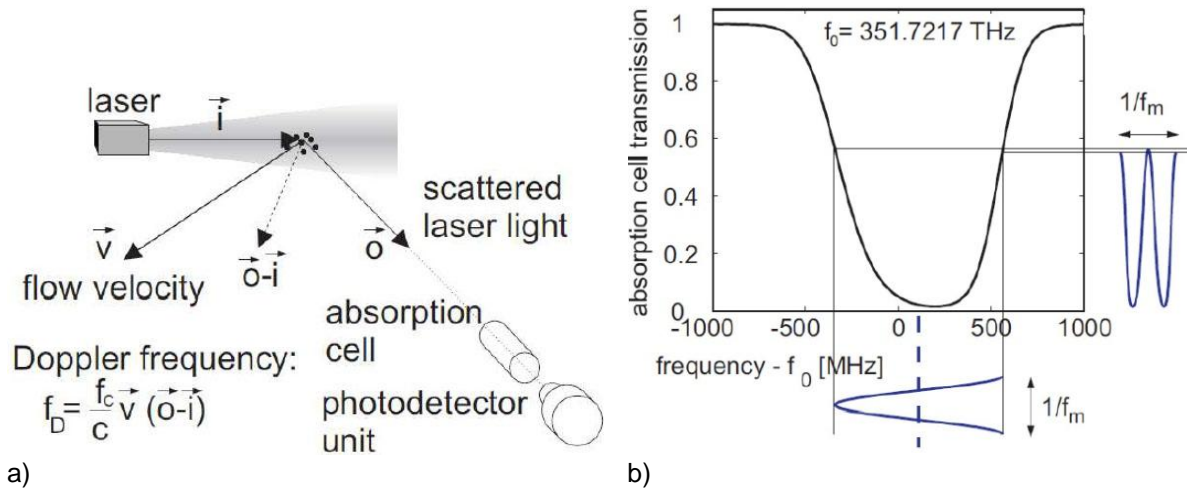 laser
i
scattered
laser light
v
o-i
o
flow velocity
absorption
cell
Doppler frequency:
f_D = f_c/c v (o-i)
photodetector
unit
a)
absorption cell transmission
1
0.8
0.6
0.4
0.2
0
f₀= 351.7217 THz
-1000 -500 0 500 1000
frequency - f₀ [MHz]
1/fₘ
1/fₘ
b)